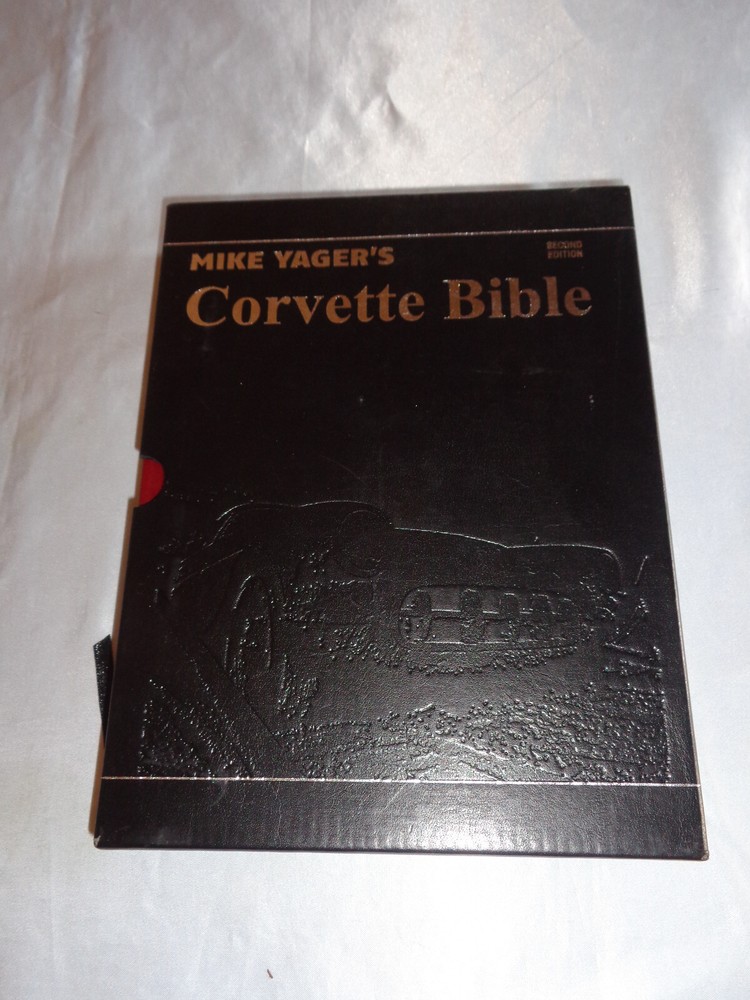 MIKE YAGER'S
SECOND
EDITION
Corvette Bible